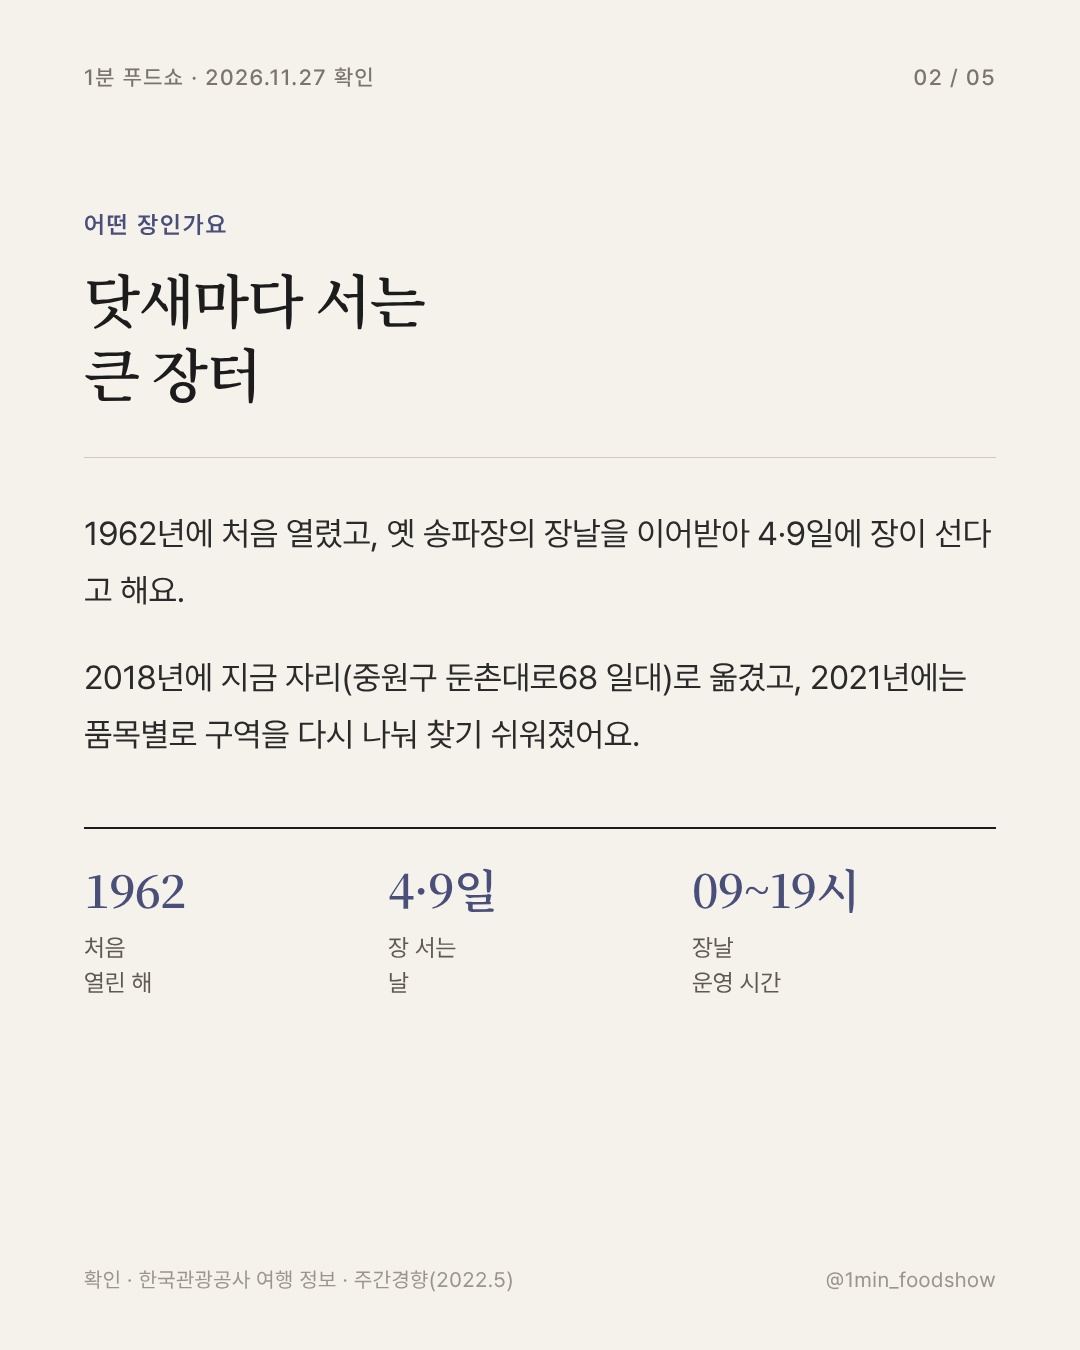 1분 푸드쇼 · 2026.11.27 확인
02 / 05
어떤 장인가요
닷새마다 서는
큰 장터
1962년에 처음 열렸고, 옛 송파장의 장날을 이어받아 4·9일에 장이 선다
고 해요.
2018년에 지금 자리(중원구 둔촌대로68 일대)로 옮겼고, 2021년에는
품목별로 구역을 다시 나눠 찾기 쉬워졌어요.
1962
처음
열린 해
4·9일
장 서는
날
09~19시
장날
운영 시간
확인 · 한국관광공사 여행 정보 · 주간경향(2022.5)
@1min_foodshow